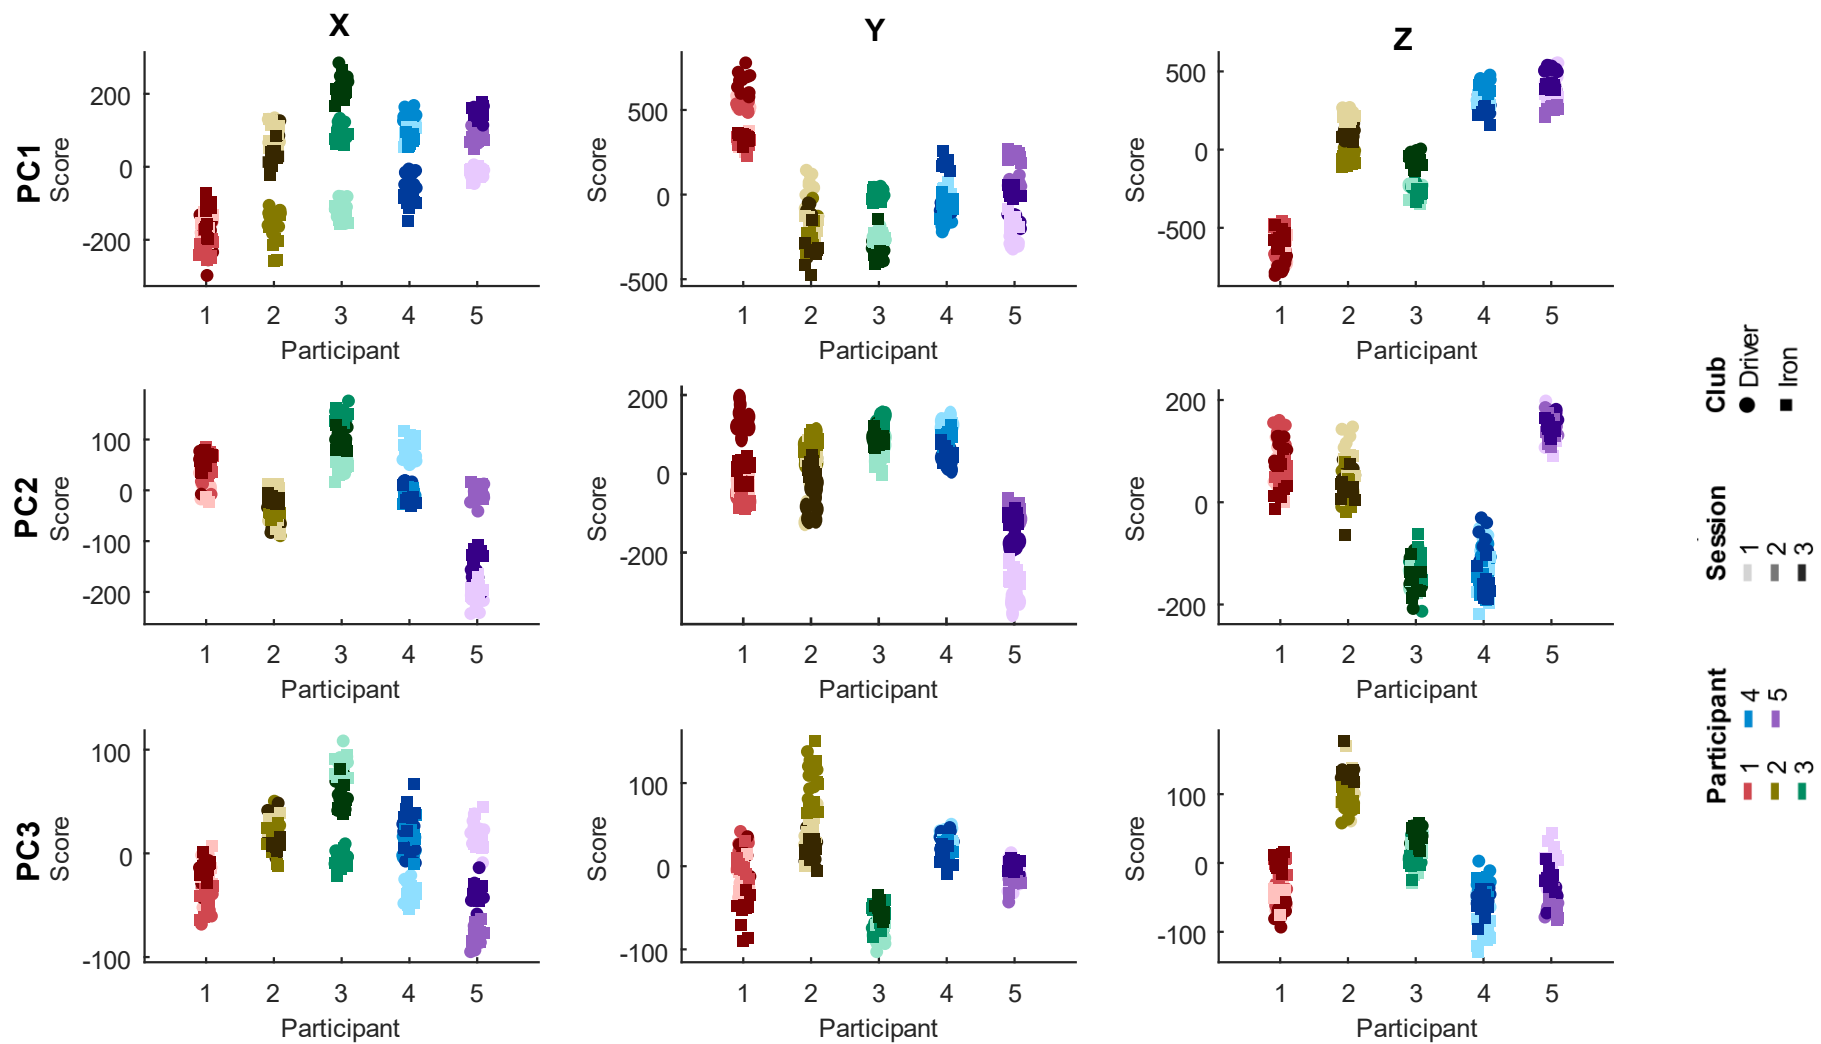 X
Y
Z
PC1
Score
200
0
-200
1 2 3 4 5
Participant
Score
500
0
-500
1 2 3 4 5
Participant
Score
500
0
-500
1 2 3 4 5
Participant
PC2
Score
100
0
-100
-200
1 2 3 4 5
Participant
Score
200
0
-200
1 2 3 4 5
Participant
Score
200
0
-200
1 2 3 4 5
Participant
PC3
Score
100
0
-100
1 2 3 4 5
Participant
Score
100
0
-100
1 2 3 4 5
Participant
Score
100
0
-100
1 2 3 4 5
Participant
Participant
1 4
2 5
3
Session
1
2
3
Club
Driver
Iron